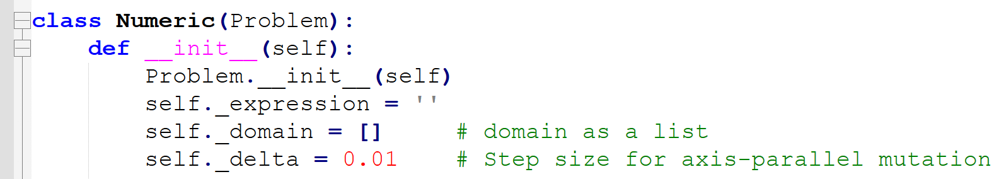 class Numeric(Problem):
    def __init__(self):
        Problem.__init__(self)
        self._expression = ''
        self._domain = []     # domain as a list
        self._delta = 0.01    # Step size for axis-parallel mutation